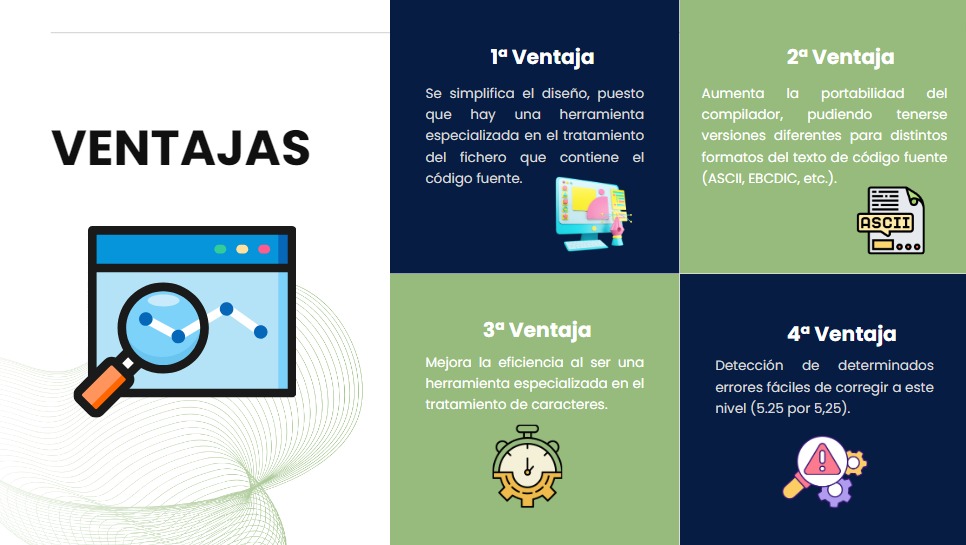 VENTAJAS
1ª Ventaja
Se simplifica el diseño, puesto
que hay una herramienta
especializada en el tratamiento
del fichero que contiene el
código fuente.
2ª Ventaja
Aumenta la portabilidad del
compilador, pudiendo tenerse
versiones diferentes para distintos
formatos del texto de código fuente
(ASCII, EBCDIC, etc.).
ASCII
3ª Ventaja
Mejora la eficiencia al ser una
herramienta especializada en el
tratamiento de caracteres.
4ª Ventaja
Detección de determinados
errores fáciles de corregir a este
nivel (5.25 por 5,25).